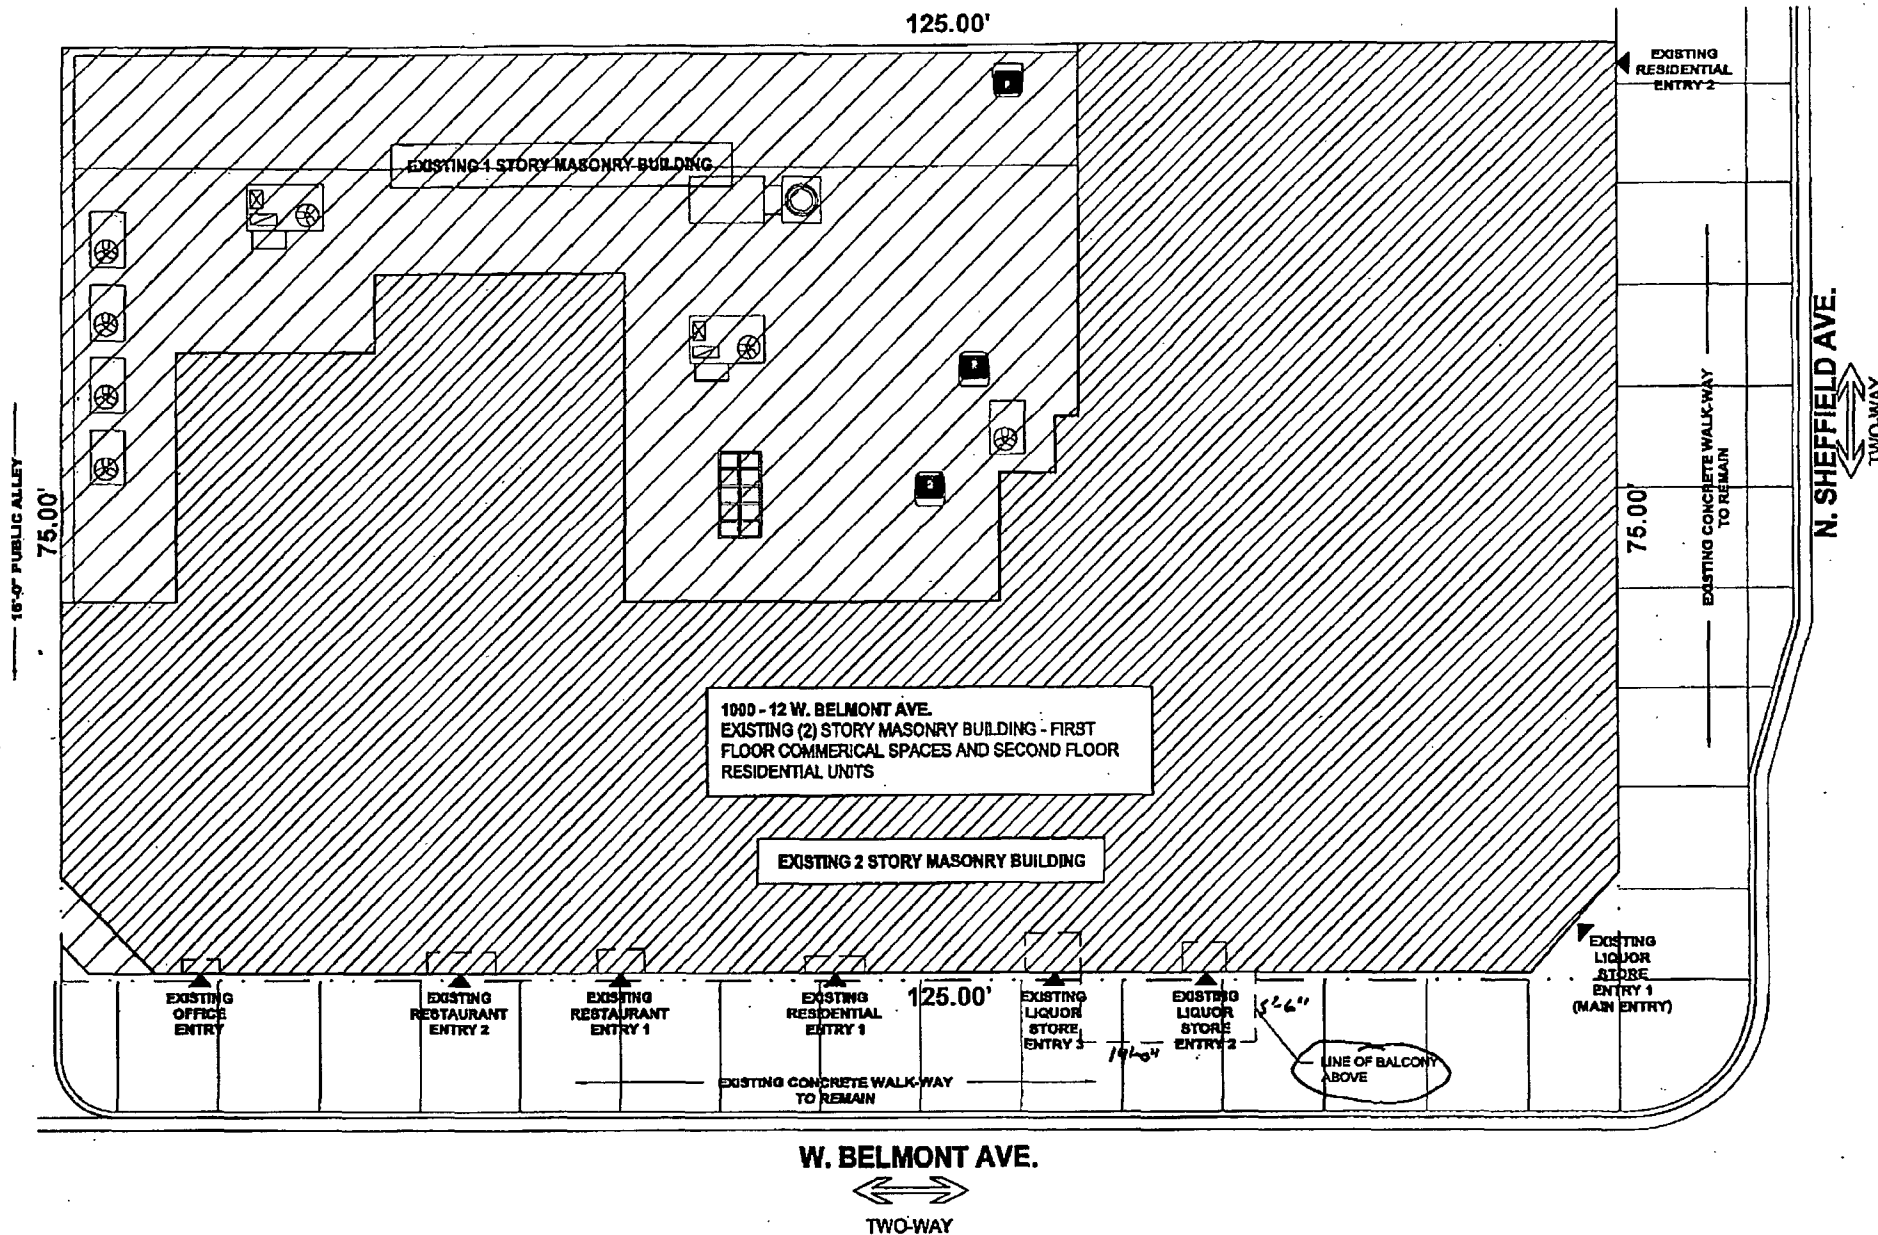 125.00'
EXISTING
RESIDENTIAL
ENTRY 2
EXISTING 1 STORY MASONRY BUILDING
16'-0" PUBLIC ALLEY
75.00'
75.00'
EXISTING CONCRETE WALK-WAY
TO REMAIN
N. SHEFFIELD AVE.
TWO-WAY
1000 - 12 W. BELMONT AVE.
EXISTING (2) STORY MASONRY BUILDING - FIRST
FLOOR COMMERICAL SPACES AND SECOND FLOOR
RESIDENTIAL UNITS
EXISTING 2 STORY MASONRY BUILDING
EXISTING
OFFICE
ENTRY
EXISTING
RESTAURANT
ENTRY 2
EXISTING
RESTAURANT
ENTRY 1
EXISTING
RESIDENTIAL
ENTRY 1
125.00'
EXISTING
LIQUOR
STORE
ENTRY 3
EXISTING
LIQUOR
STORE
ENTRY 2
5'-6"
EXISTING
LIQUOR
STORE
ENTRY 1
(MAIN ENTRY)
LINE OF BALCONY
ABOVE
EXISTING CONCRETE WALK-WAY
TO REMAIN
W. BELMONT AVE.
TWO-WAY